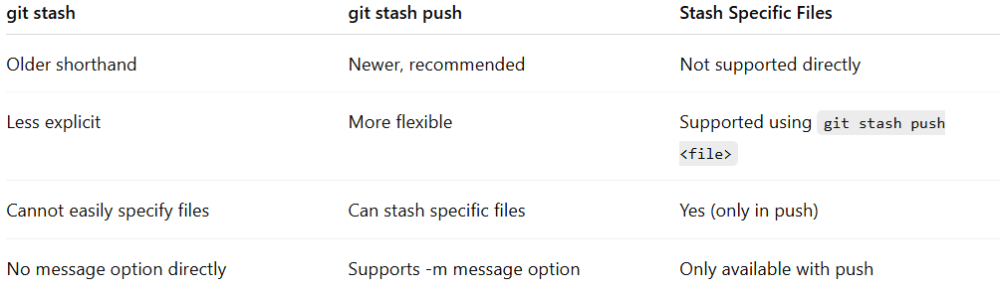 git stash git stash push Stash Specific Files
Older shorthand Newer, recommended Not supported directly
Less explicit More flexible Supported using git stash push
<file>
Cannot easily specify files Can stash specific files Yes (only in push)
No message option directly Supports -m message option Only available with push